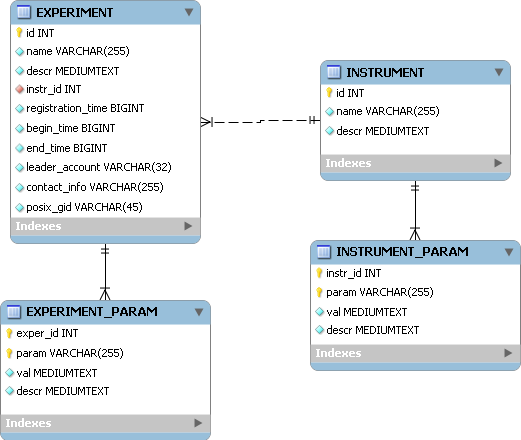 EXPERIMENT
id INT
name VARCHAR(255)
descr MEDIUMTEXT
instr_id INT
registration_time BIGINT
begin_time BIGINT
end_time BIGINT
leader_account VARCHAR(32)
contact_info VARCHAR(255)
posix_gid VARCHAR(45)
Indexes
INSTRUMENT
id INT
name VARCHAR(255)
descr MEDIUMTEXT
Indexes
EXPERIMENT_PARAM
exper_id INT
param VARCHAR(255)
val MEDIUMTEXT
descr MEDIUMTEXT
Indexes
INSTRUMENT_PARAM
instr_id INT
param VARCHAR(255)
val MEDIUMTEXT
descr MEDIUMTEXT
Indexes